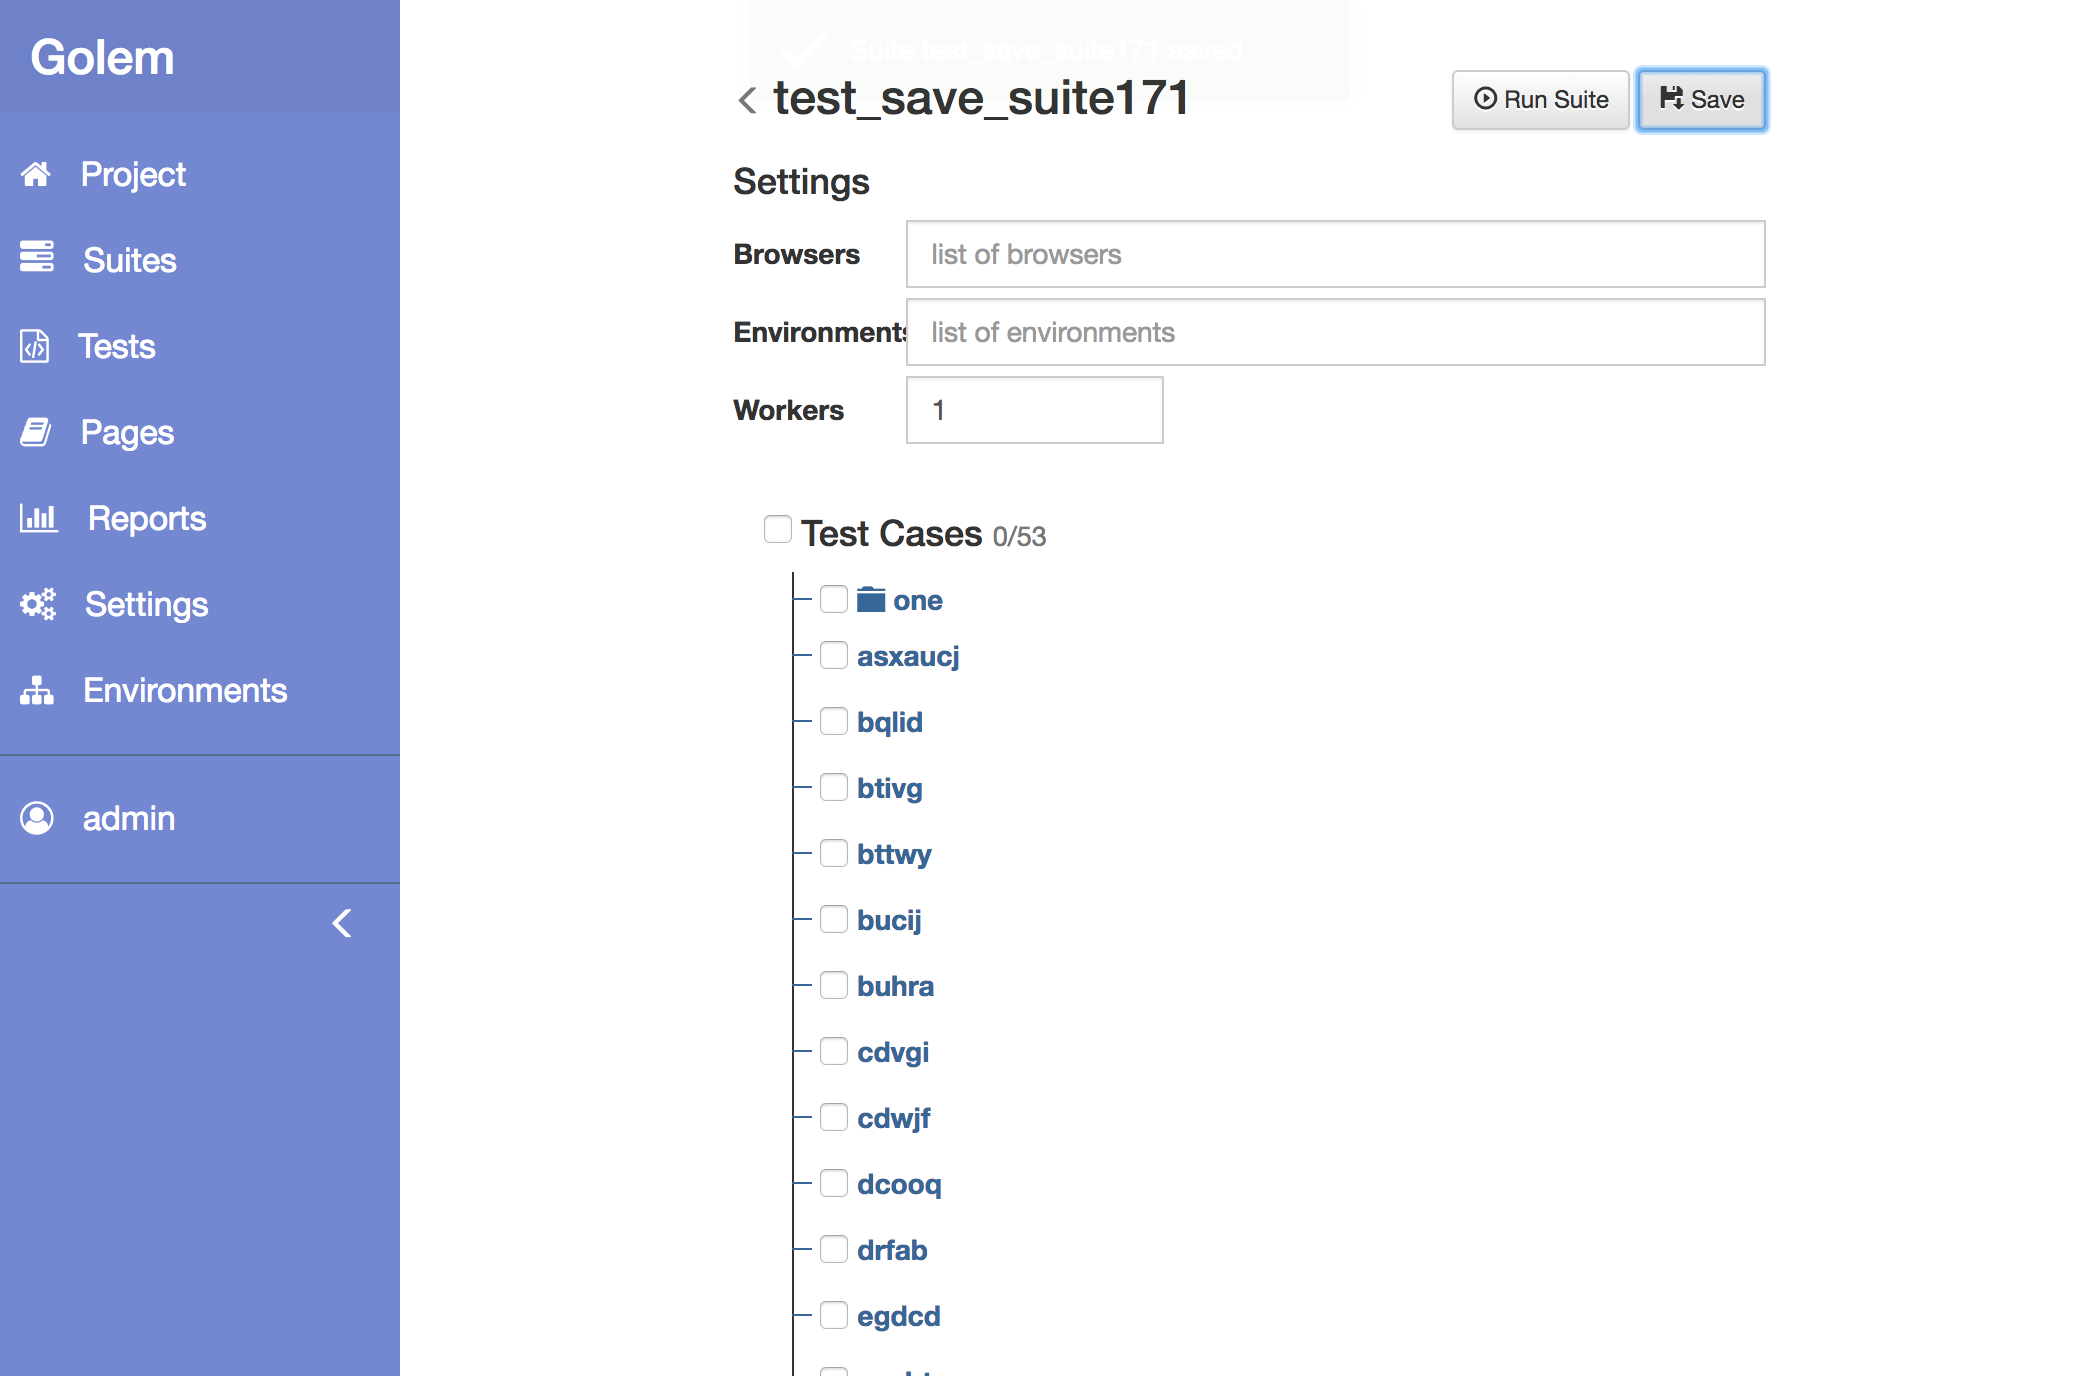 Golem
Project
Suites
Tests
Pages
Reports
Settings
Environments
admin
Suite test_save_suite171 saved
test_save_suite171
Run Suite
Save
Settings
Browsers
list of browsers
Environments
list of environments
Workers
1
Test Cases 0/53
one
asxaucj
bqlid
btivg
bttwy
bucij
buhra
cdvgi
cdwjf
dcooq
drfab
egdcd